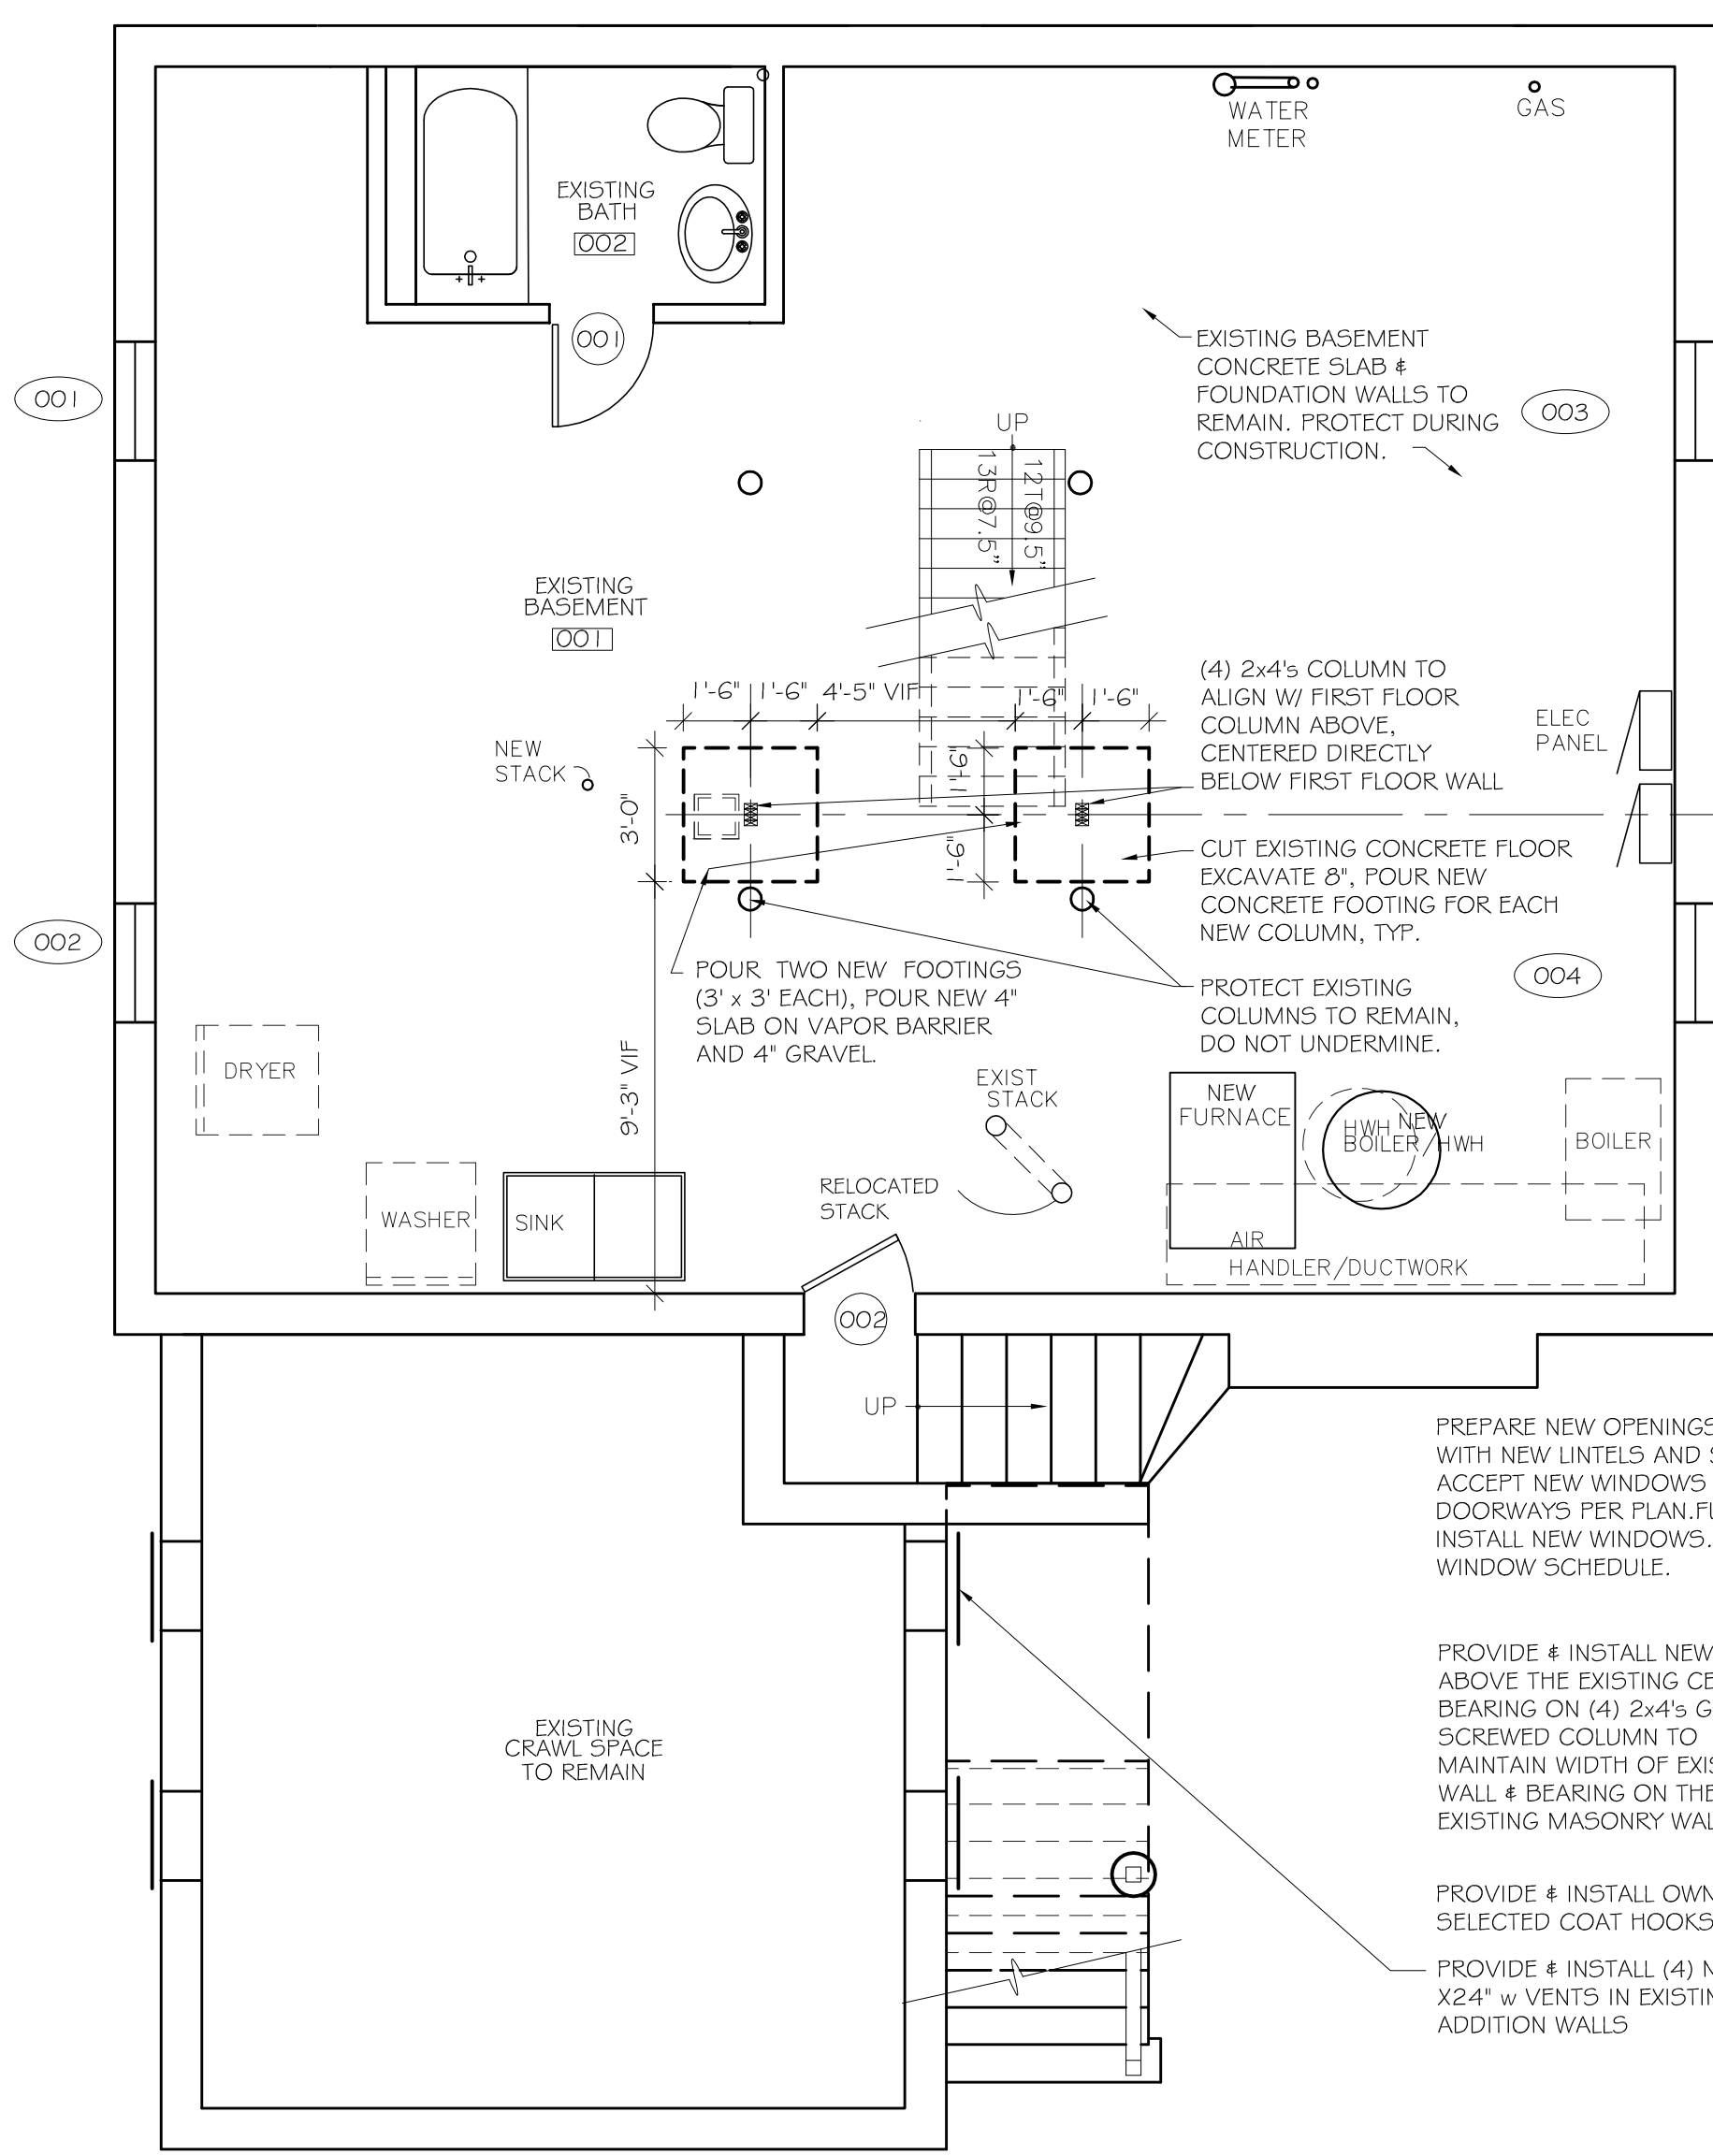 WATER
METER
GAS
EXISTING
BATH
002
001
001
EXISTING BASEMENT
CONCRETE SLAB &
FOUNDATION WALLS TO
REMAIN. PROTECT DURING
CONSTRUCTION.
003
UP
13R@7.5"
12T@9.5"
EXISTING
BASEMENT
001
(4) 2x4's COLUMN TO
ALIGN W/ FIRST FLOOR
COLUMN ABOVE,
CENTERED DIRECTLY
BELOW FIRST FLOOR WALL
1'-6" 1'-6" 4'-5" VIF 1'-6" 1'-6"
ELEC
PANEL
NEW
STACK
3'-0"
1'-6"
1'-6"
CUT EXISTING CONCRETE FLOOR
EXCAVATE 8", POUR NEW
CONCRETE FOOTING FOR EACH
NEW COLUMN, TYP.
002
POUR TWO NEW FOOTINGS
(3' x 3' EACH), POUR NEW 4"
SLAB ON VAPOR BARRIER
AND 4" GRAVEL.
PROTECT EXISTING
COLUMNS TO REMAIN,
DO NOT UNDERMINE.
004
9'-3" VIF
DRYER
EXIST
STACK
NEW
FURNACE
HWH
NEW
BOILER/HWH
BOILER
RELOCATED
STACK
WASHER
SINK
AIR
HANDLER/DUCTWORK
002
UP
PREPARE NEW OPENINGS
WITH NEW LINTELS AND
ACCEPT NEW WINDOWS
DOORWAYS PER PLAN.
INSTALL NEW WINDOWS.
WINDOW SCHEDULE.
PROVIDE & INSTALL NEW
ABOVE THE EXISTING
BEARING ON (4) 2x4's
SCREWED COLUMN TO
MAINTAIN WIDTH OF
WALL & BEARING ON THE
EXISTING MASONRY
EXISTING
CRAWL SPACE
TO REMAIN
PROVIDE & INSTALL
SELECTED COAT HOOKS
PROVIDE & INSTALL (4)
X24" w VENTS IN
ADDITION WALLS